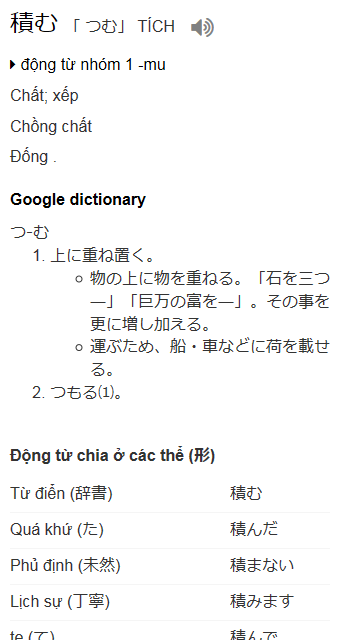 積む 「 つむ」 TÍCH
động từ nhóm 1 -mu
Chất; xếp
Chồng chất
Đống .
Google dictionary
つ-む
1. 上に重ね置く。
物の上に物を重ねる。「石を三つ
―」「巨万の富を―」。その事を
更に増し加える。
運ぶため、船・車などに荷を載せ
る。
2. つもる⑴。
Động từ chia ở các thể (形)
Từ điển (辞書) 積む
Quá khứ (た) 積んだ
Phủ định (未然) 積まない
Lịch sự (丁寧) 積みます
te (て) 積んで